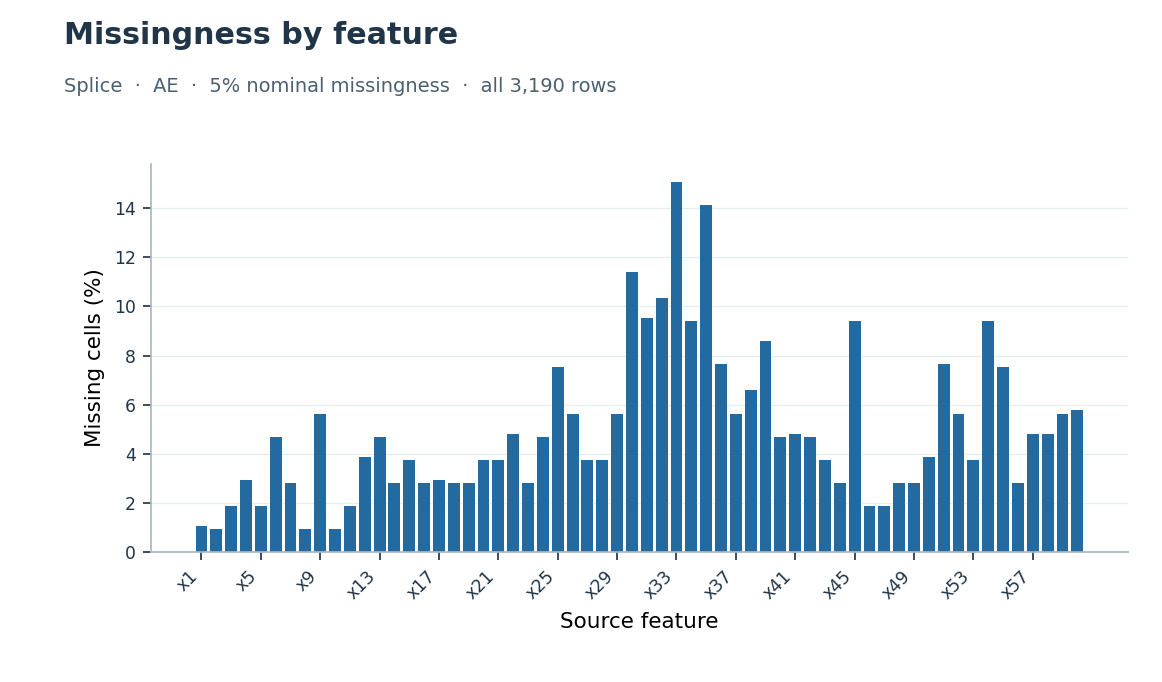 Missingness by feature
Splice · AE · 5% nominal missingness · all 3,190 rows
Missing cells (%)
14
12
10
8
6
4
2
0
x1 x5 x9 x13 x17 x21 x25 x29 x33 x37 x41 x45 x49 x53 x57
Source feature